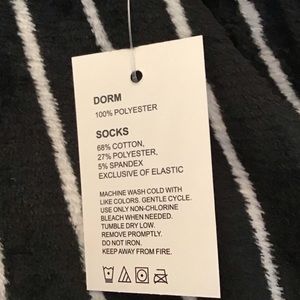 DORM
100% POLYESTER
SOCKS
68% COTTON,
27% POLYESTER,
5% SPANDEX
EXCLUSIVE OF ELASTIC
MACHINE WASH COLD WITH
LIKE COLORS. GENTLE CYCLE.
USE ONLY NON-CHLORINE
BLEACH WHEN NEEDED.
TUMBLE DRY LOW.
REMOVE PROMPTLY.
DO NOT IRON.
KEEP AWAY FROM FIRE.